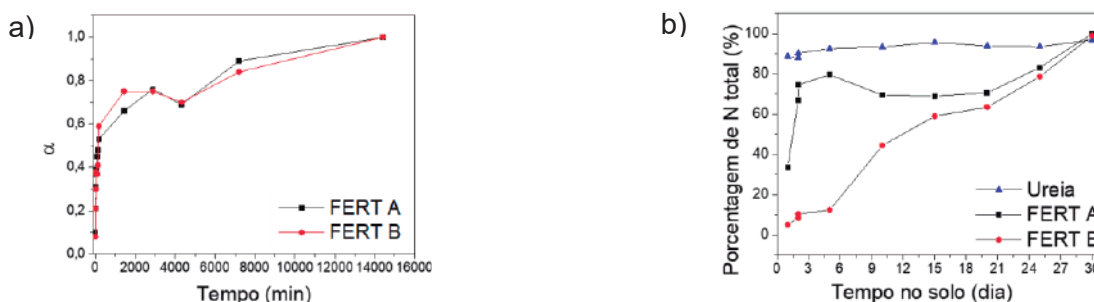 a)
1,0
0,8
0,6
0,4
0,2
0,0
α
0 2000 4000 6000 8000 10000 12000 14000 16000
Tempo (min)
FERT A
FERT B
b)
100
80
60
40
20
0
Porcentagem de N total (%)
0 3 6 9 12 15 18 21 24 27 30
Tempo no solo (dia)
Ureia
FERT A
FERT B